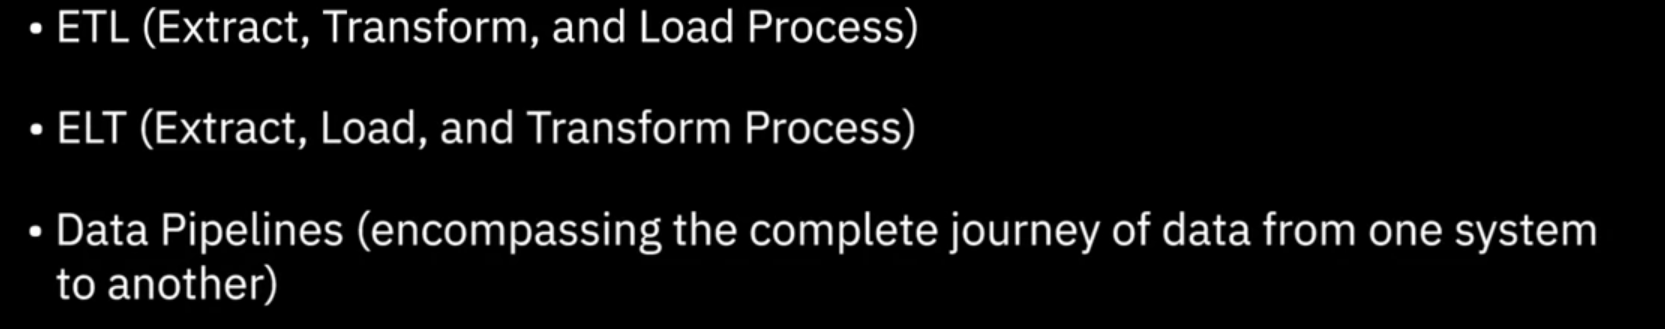 • ETL (Extract, Transform, and Load Process)
• ELT (Extract, Load, and Transform Process)
• Data Pipelines (encompassing the complete journey of data from one system
to another)